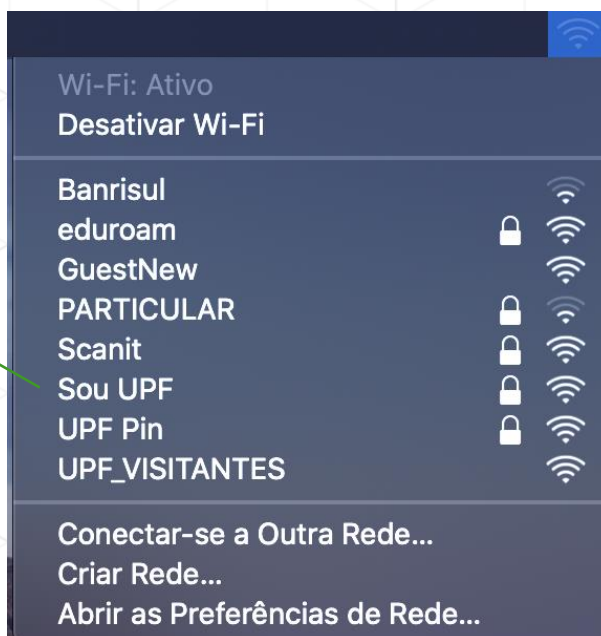 Wi-Fi: Ativo
Desativar Wi-Fi
Banrisul
eduroam
GuestNew
PARTICULAR
Scanit
Sou UPF
UPF Pin
UPF_VISITANTES
Conectar-se a Outra Rede...
Criar Rede...
Abrir as Preferências de Rede...